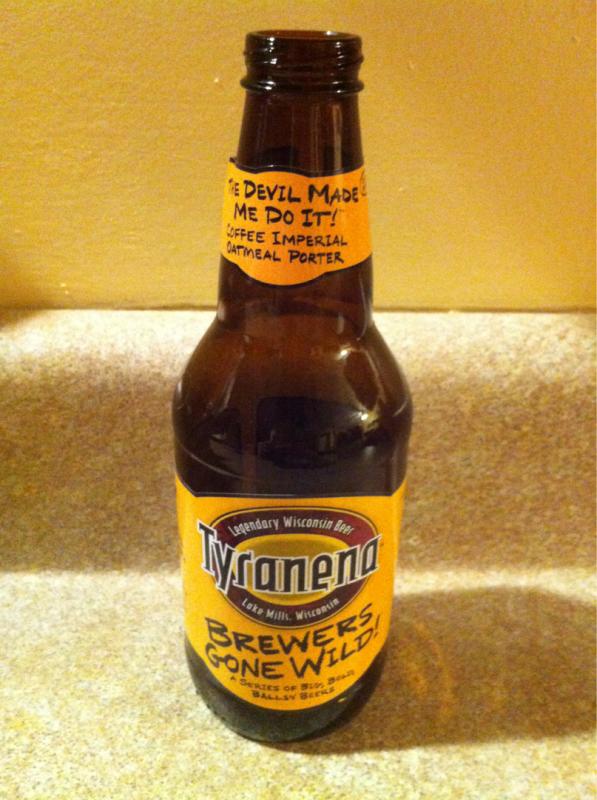 THE DEVIL MADE
ME DO IT!
COFFEE IMPERIAL
OATMEAL PORTER
Legendary Wisconsin Beer
Tyranena
Lake Mills, Wisconsin
BREWERS
GONE WILD!
A SERIES OF BIG, BOLD,
BALLSY BEERS